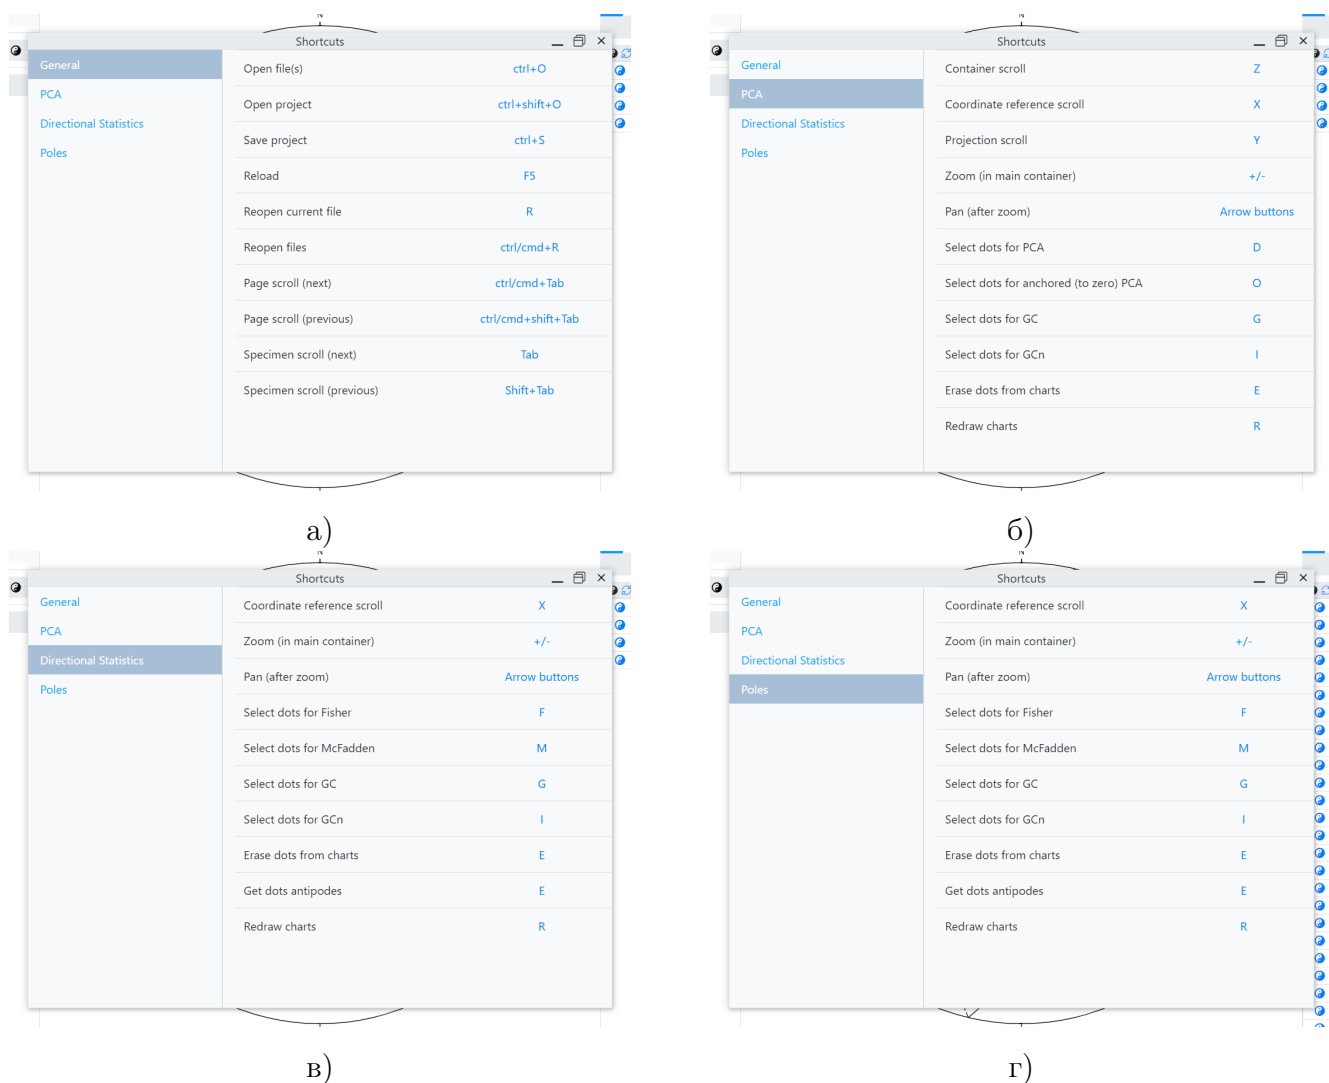 N
Shortcuts
General
PCA
Directional Statistics
Poles
Open file(s) ctrl+O
Open project ctrl+shift+O
Save project ctrl+S
Reload F5
Reopen current file R
Reopen files ctrl/cmd+R
Page scroll (next) ctrl/cmd+Tab
Page scroll (previous) ctrl/cmd+shift+Tab
Specimen scroll (next) Tab
Specimen scroll (previous) Shift+Tab
а)
N
Shortcuts
General
PCA
Directional Statistics
Poles
Container scroll Z
Coordinate reference scroll X
Projection scroll Y
Zoom (in main container) +/-
Pan (after zoom) Arrow buttons
Select dots for PCA D
Select dots for anchored (to zero) PCA O
Select dots for GC G
Select dots for GCn I
Erase dots from charts E
Redraw charts R
б)
N
Shortcuts
General
PCA
Directional Statistics
Poles
Coordinate reference scroll X
Zoom (in main container) +/-
Pan (after zoom) Arrow buttons
Select dots for Fisher F
Select dots for McFadden M
Select dots for GC G
Select dots for GCn I
Erase dots from charts E
Get dots antipodes E
Redraw charts R
в)
N
Shortcuts
General
PCA
Directional Statistics
Poles
Coordinate reference scroll X
Zoom (in main container) +/-
Pan (after zoom) Arrow buttons
Select dots for Fisher F
Select dots for McFadden M
Select dots for GC G
Select dots for GCn I
Erase dots from charts E
Get dots antipodes E
Redraw charts R
г)